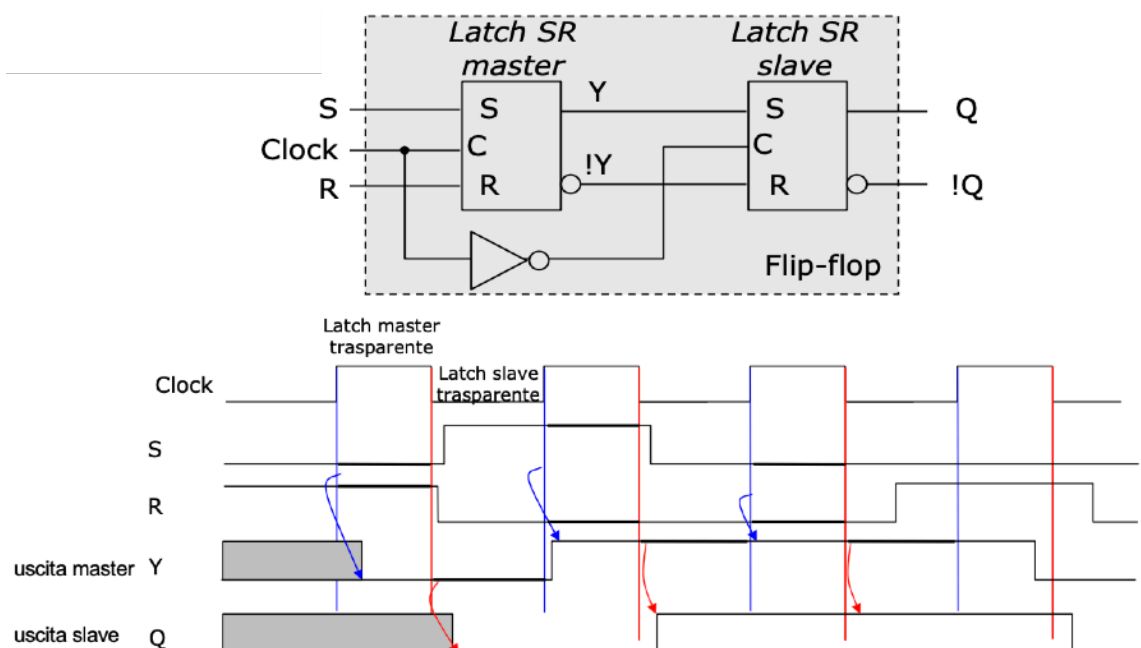 Latch SR
master
Latch SR
slave
S
Clock
R
S
C
R
Y
!Y
S
C
R
Q
!Q
Flip-flop
Latch master
trasparente
Latch slave
trasparente
Clock
S
R
uscita master Y
uscita slave Q